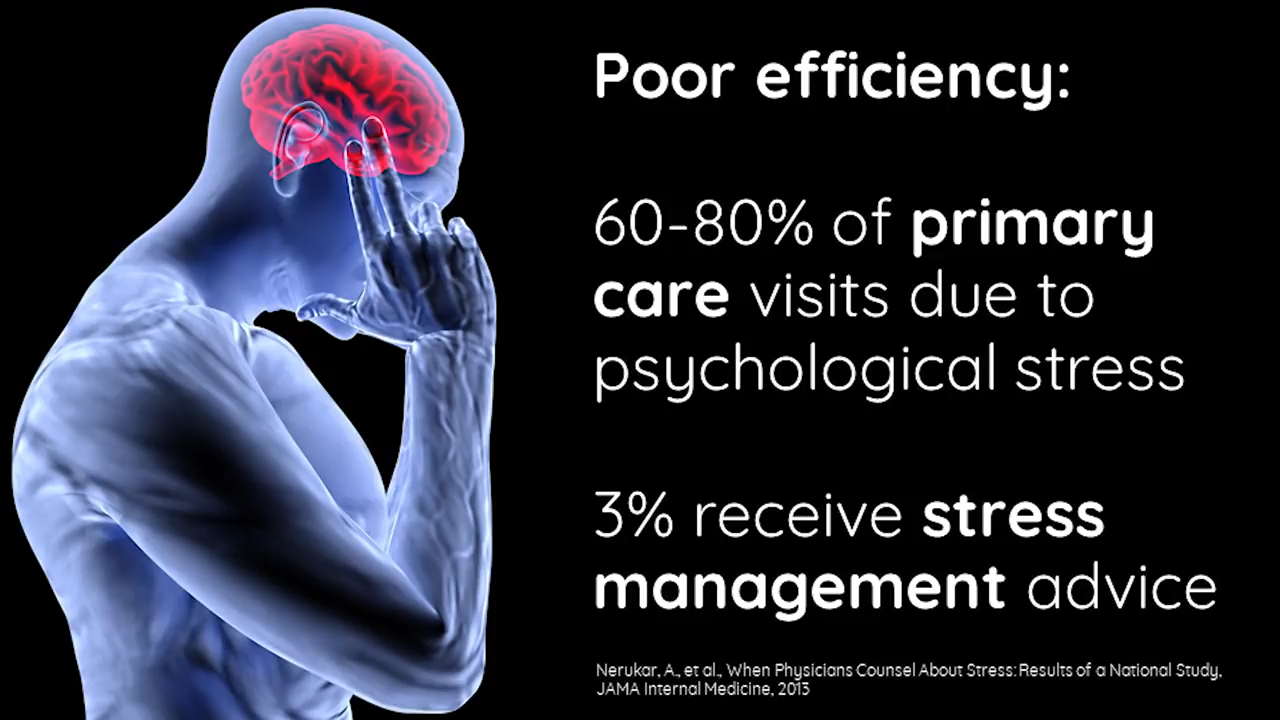 Poor efficiency:
60-80% of primary
care visits due to
psychological stress
3% receive stress
management advice
Nerukar, A., et al., When Physicians Counsel About Stress: Results of a National Study,
JAMA Internal Medicine, 2013